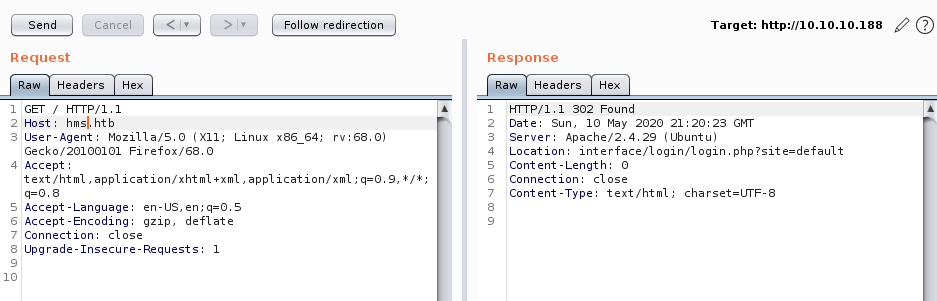 Send Cancel < > Follow redirection Target: http://10.10.10.188 ?
Request
Raw Headers Hex
1 GET / HTTP/1.1
2 Host: hms.htb
3 User-Agent: Mozilla/5.0 (X11; Linux x86_64; rv:68.0)
Gecko/20100101 Firefox/68.0
4 Accept:
text/html,application/xhtml+xml,application/xml;q=0.9,*/*;
q=0.8
5 Accept-Language: en-US,en;q=0.5
6 Accept-Encoding: gzip, deflate
7 Connection: close
8 Upgrade-Insecure-Requests: 1
9
10
Response
Raw Headers Hex
1 HTTP/1.1 302 Found
2 Date: Sun, 10 May 2020 21:20:23 GMT
3 Server: Apache/2.4.29 (Ubuntu)
4 Location: interface/login/login.php?site=default
5 Content-Length: 0
6 Connection: close
7 Content-Type: text/html; charset=UTF-8
8
9